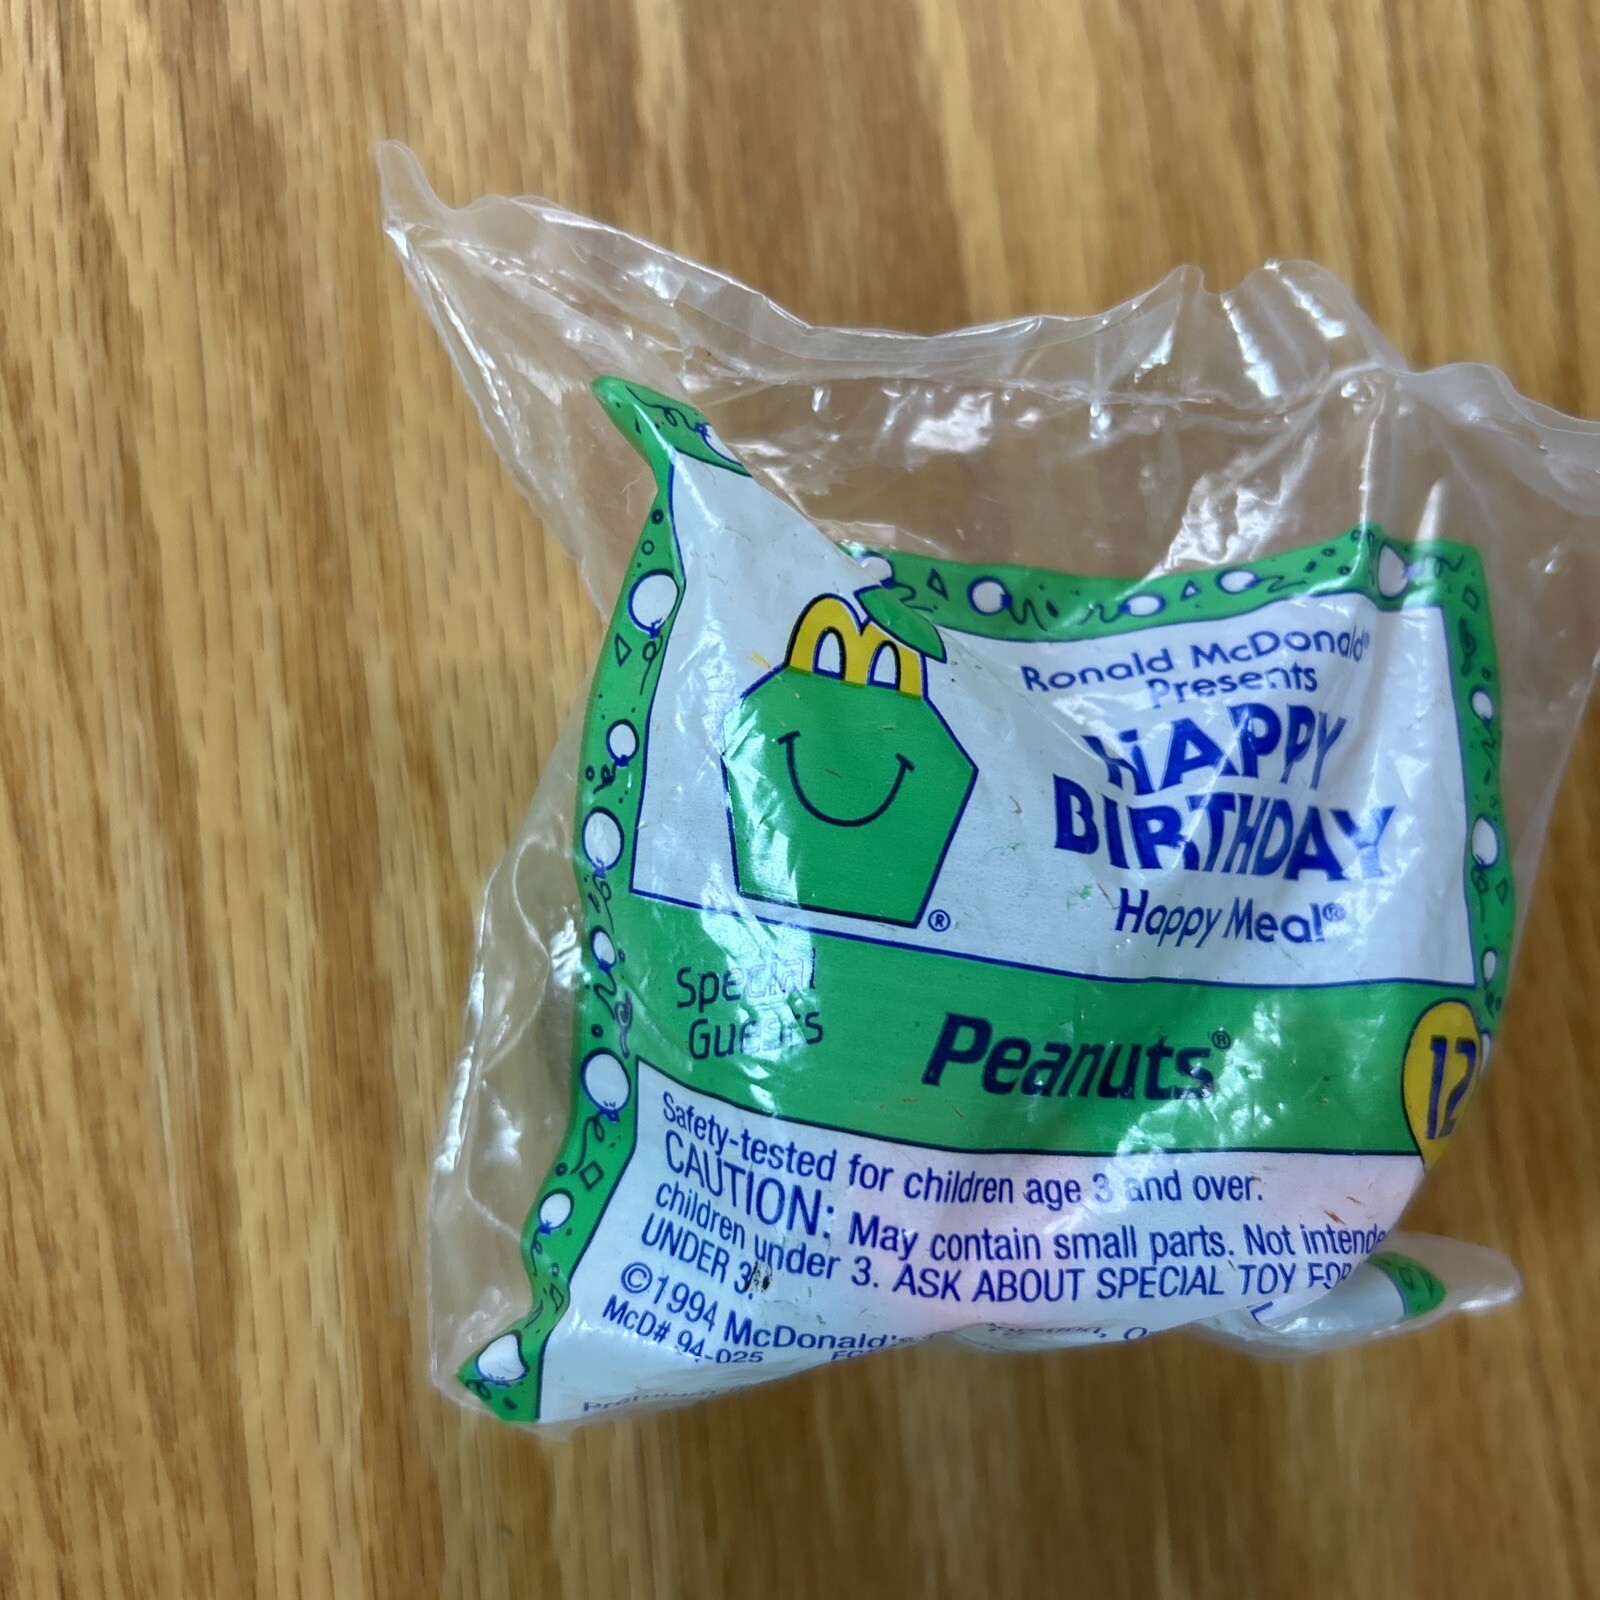 Ronald McDonald®
Presents
HAPPY
BIRTHDAY
Happy Meal®
®
Special
Guests
Peanuts®
12
Safety-tested for children age 3 and over.
CAUTION: May contain small parts. Not
children under 3. ASK ABOUT SPECIAL TOY FOR
UNDER 3.
©1994 McDonald's
McD# 94-025